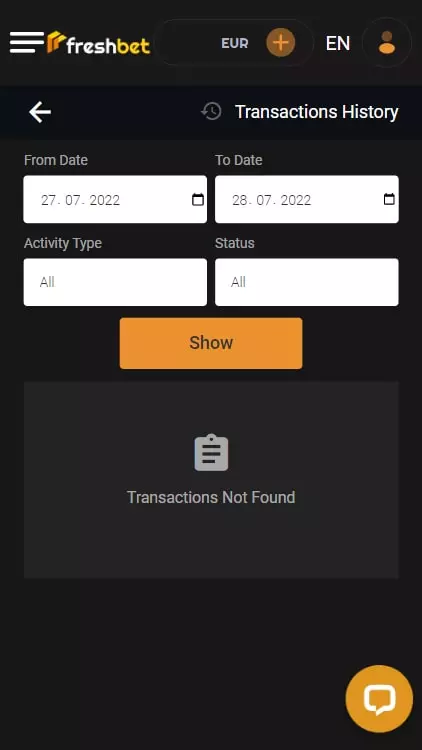 freshbet EUR EN
Transactions History
From Date To Date
27. 07. 2022 28. 07. 2022
Activity Type Status
All All
Show
Transactions Not Found